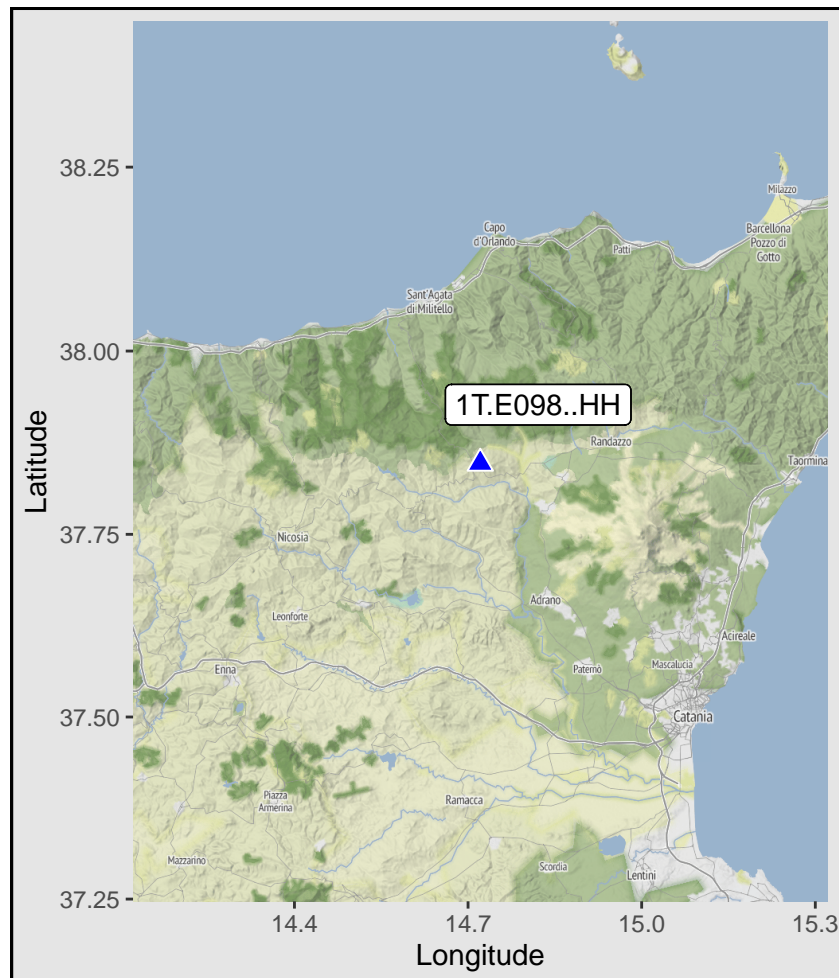 38.25
38.00
37.75
37.50
37.25
Latitude
14.4
14.7
15.0
15.3
Longitude
Milazzo
Capo
d'Orlando
Patti
Barcellona
Pozzo di
Gotto
Sant'Agata
di Militello
1T.E098..HH
Randazzo
Taormina
Nicosia
Adrano
Leonforte
Acireale
Enna
Paternò
Mascalucia
Catania
Piazza
Armerina
Ramacca
Mazzarino
Scordia
Lentini